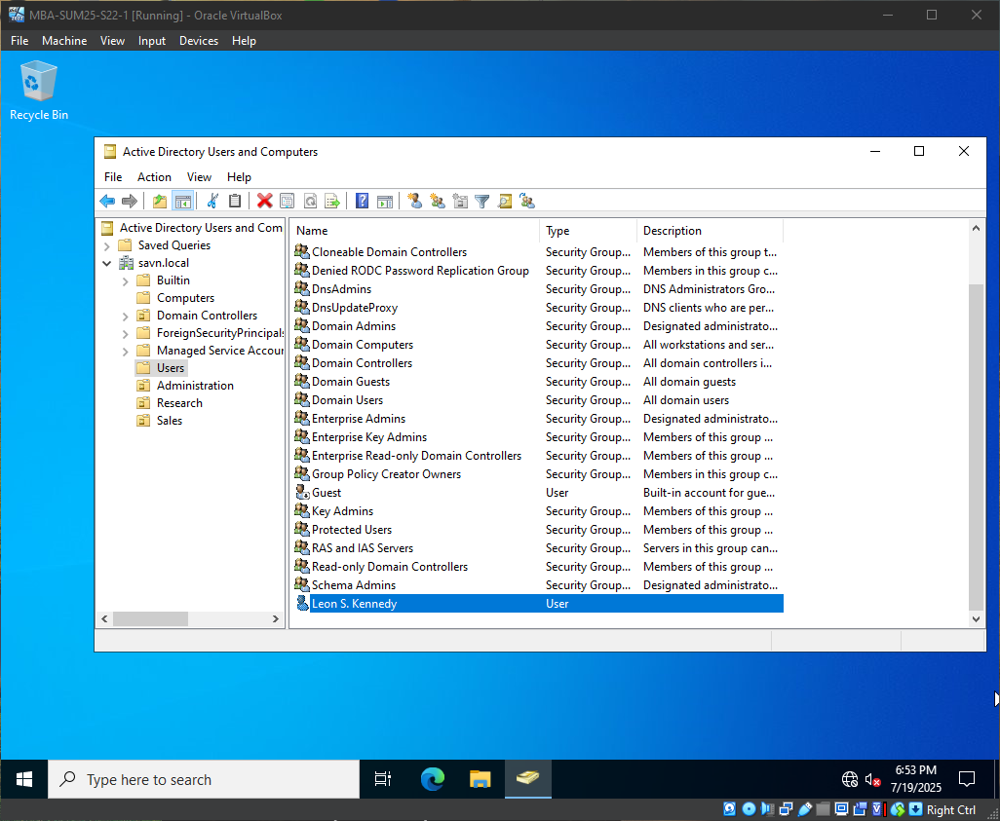 MBA-SUM25-S22-1 [Running] - Oracle VirtualBox
File Machine View Input Devices Help
Recycle Bin
Active Directory Users and Computers
File Action View Help
Active Directory Users and Com
Saved Queries
savn.local
Builtin
Computers
Domain Controllers
ForeignSecurityPrincipals
Managed Service Accour
Users
Administration
Research
Sales
Name Type Description
Cloneable Domain Controllers Security Group... Members of this group t...
Denied RODC Password Replication Group Security Group... Members in this group c...
DnsAdmins Security Group... DNS Administrators Gro...
DnsUpdateProxy Security Group... DNS clients who are per...
Domain Admins Security Group... Designated administrato...
Domain Computers Security Group... All workstations and ser...
Domain Controllers Security Group... All domain controllers i...
Domain Guests Security Group... All domain guests
Domain Users Security Group... All domain users
Enterprise Admins Security Group... Designated administrato...
Enterprise Key Admins Security Group... Members of this group ...
Enterprise Read-only Domain Controllers Security Group... Members of this group ...
Group Policy Creator Owners Security Group... Members in this group c...
Guest User Built-in account for gue...
Key Admins Security Group... Members of this group ...
Protected Users Security Group... Members of this group ...
RAS and IAS Servers Security Group... Servers in this group can...
Read-only Domain Controllers Security Group... Members of this group ...
Schema Admins Security Group... Designated administrato...
Leon S. Kennedy User
Type here to search
6:53 PM
7/19/2025
Right Ctrl